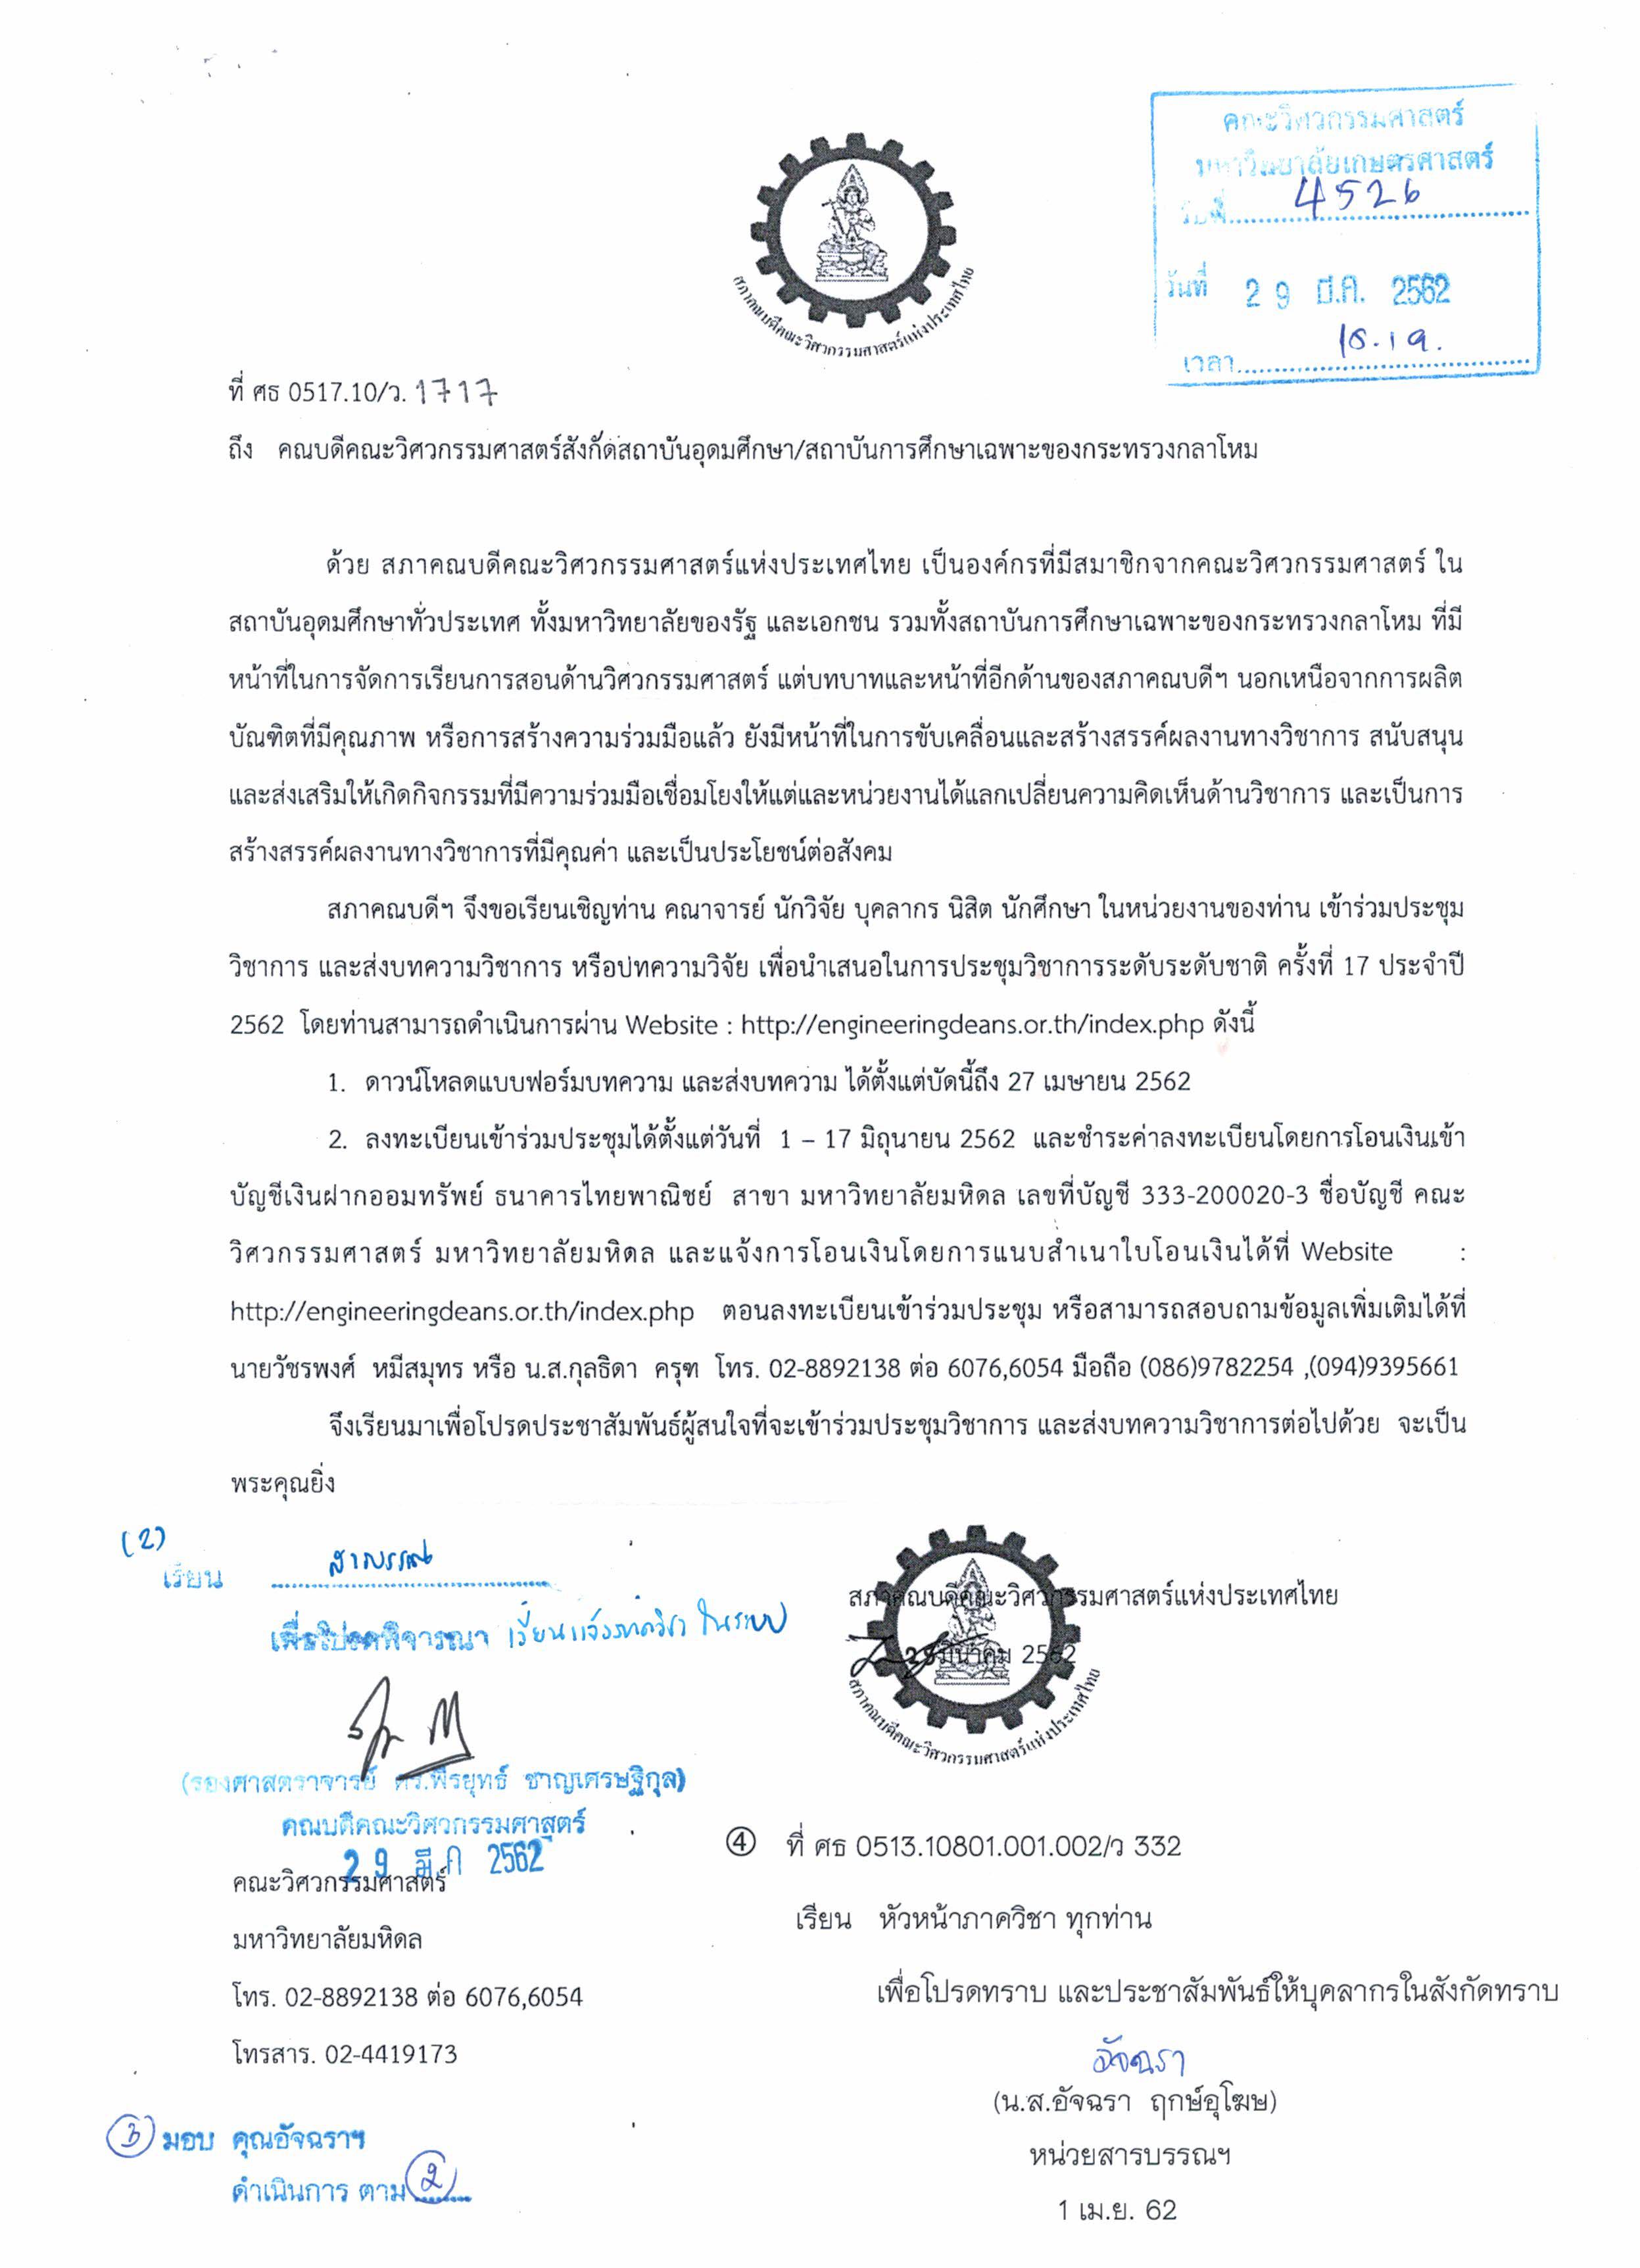 คณะวิศวกรรมศาสตร์
มหาวิทยาลัยเกษตรศาสตร์
รับที่ 4526
วันที่ 29 มี.ค. 2562
เวลา
สภาคณบดีคณะวิศวกรรมศาสตร์แห่งประเทศไทย
ที่ ศธ 0517.10/ว. 1717
ถึง คณบดีคณะวิศวกรรมศาสตร์สังกัดสถาบันอุดมศึกษา/สถาบันการศึกษาเฉพาะของกระทรวงกลาโหม
ด้วย สภาคณบดีคณะวิศวกรรมศาสตร์แห่งประเทศไทย เป็นองค์กรที่มีสมาชิกจากคณะวิศวกรรมศาสตร์ ใน
สถาบันอุดมศึกษาทั่วประเทศ ทั้งมหาวิทยาลัยของรัฐ และเอกชน รวมทั้งสถาบันการศึกษาเฉพาะของกระทรวงกลาโหม ที่มี
หน้าที่ในการจัดการเรียนการสอนด้านวิศวกรรมศาสตร์ แต่บทบาทและหน้าที่อีกด้านของสภาคณบดีฯ นอกเหนือจากการผลิต
บัณฑิตที่มีคุณภาพ หรือการสร้างความร่วมมือแล้ว ยังมีหน้าที่ในการขับเคลื่อนและสร้างสรรค์ผลงานทางวิชาการ สนับสนุน
และส่งเสริมให้เกิดกิจกรรมที่มีความร่วมมือเชื่อมโยงให้แต่และหน่วยงานได้แลกเปลี่ยนความคิดเห็นด้านวิชาการ และเป็นการ
สร้างสรรค์ผลงานทางวิชาการที่มีคุณค่า และเป็นประโยชน์ต่อสังคม
สภาคณบดีฯ จึงขอเรียนเชิญท่าน คณาจารย์ นักวิจัย บุคลากร นิสิต นักศึกษา ในหน่วยงานของท่าน เข้าร่วมประชุม
วิชาการ และส่งบทความวิชาการ หรือบทความวิจัย เพื่อนำเสนอในการประชุมวิชาการระดับระดับชาติ ครั้งที่ 17 ประจำปี
2562 โดยท่านสามารถดำเนินการผ่าน Website : http://engineeringdeans.or.th/index.php ดังนี้
1. ดาวน์โหลดแบบฟอร์มบทความ และส่งบทความ ได้ตั้งแต่บัดนี้ถึง 27 เมษายน 2562
2. ลงทะเบียนเข้าร่วมประชุมได้ตั้งแต่วันที่ 1 – 17 มิถุนายน 2562 และชำระค่าลงทะเบียนโดยการโอนเงินเข้า
บัญชีเงินฝากออมทรัพย์ ธนาคารไทยพาณิชย์ สาขา มหาวิทยาลัยมหิดล เลขที่บัญชี 333-200020-3 ชื่อบัญชี คณะ
วิศวกรรมศาสตร์ มหาวิทยาลัยมหิดล และแจ้งการโอนเงินโดยการแนบสำเนาใบโอนเงินได้ที่ Website :
http://engineeringdeans.or.th/index.php ตอนลงทะเบียนเข้าร่วมประชุม หรือสามารถสอบถามข้อมูลเพิ่มเติมได้ที่
นายวัชรพงศ์ หมีสมุทร หรือ น.ส.กุลธิดา ครุฑ โทร. 02-8892138 ต่อ 6076,6054 มือถือ (086)9782254 ,(094)9395661
จึงเรียนมาเพื่อโปรดประชาสัมพันธ์ผู้สนใจที่จะเข้าร่วมประชุมวิชาการ และส่งบทความวิชาการต่อไปด้วย จะเป็น
พระคุณยิ่ง
(2)
เรียน สารบรรณ
เพื่อโปรดพิจารณา เวียนแจ้งภาควิชา ในระบบ
สภาคณบดีคณะวิศวกรรมศาสตร์แห่งประเทศไทย
มีนาคม 2562
สภาคณบดีคณะวิศวกรรมศาสตร์แห่งประเทศไทย
(รองศาสตราจารย์ ดร.พีรยุทธ์ ชาญเศรษฐิกุล)
คณบดีคณะวิศวกรรมศาสตร์
29 มี.ค 2562
คณะวิศวกรรมศาสตร์
มหาวิทยาลัยมหิดล
โทร. 02-8892138 ต่อ 6076,6054
โทรสาร. 02-4419173
③ มอบ คุณอัจฉราฯ
ดำเนินการ ตาม ②
④ ที่ ศธ 0513.10801.001.002/ว 332
เรียน หัวหน้าภาควิชา ทุกท่าน
เพื่อโปรดทราบ และประชาสัมพันธ์ให้บุคลากรในสังกัดทราบ
อัจฉรา
(น.ส.อัจฉรา ฤกษ์อุโฆษ)
หน่วยสารบรรณฯ
1 เม.ย. 62